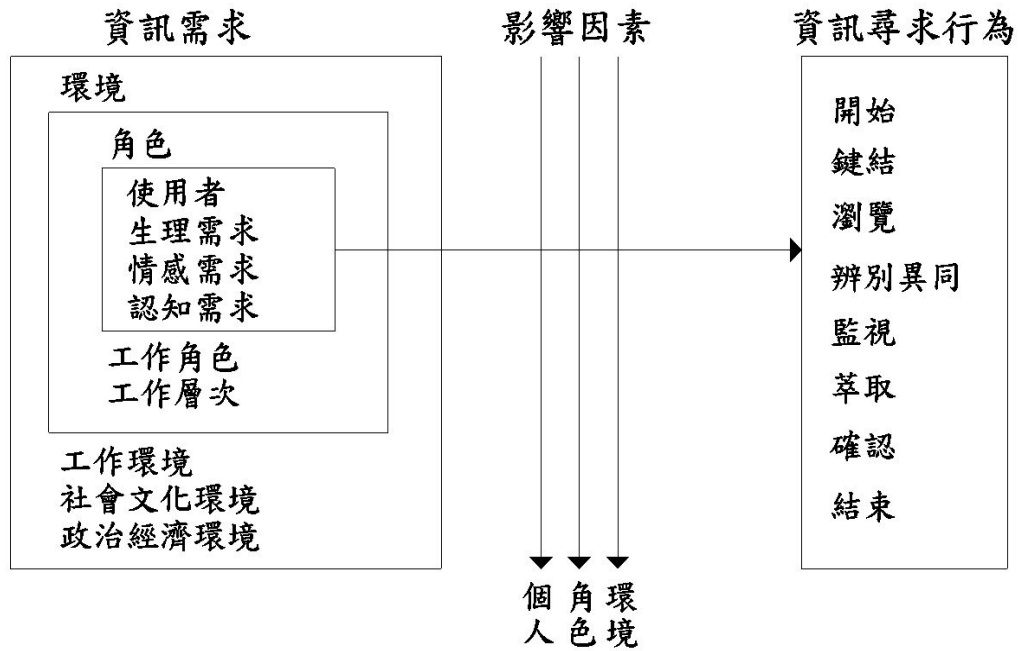 資訊需求
影響因素
資訊尋求行為
環境
角色
使用者
生理需求
情感需求
認知需求
工作角色
工作層次
工作環境
社會文化環境
政治經濟環境
個人
角色
環境
開始
鍵結
瀏覽
辨別異同
監視
萃取
確認
結束